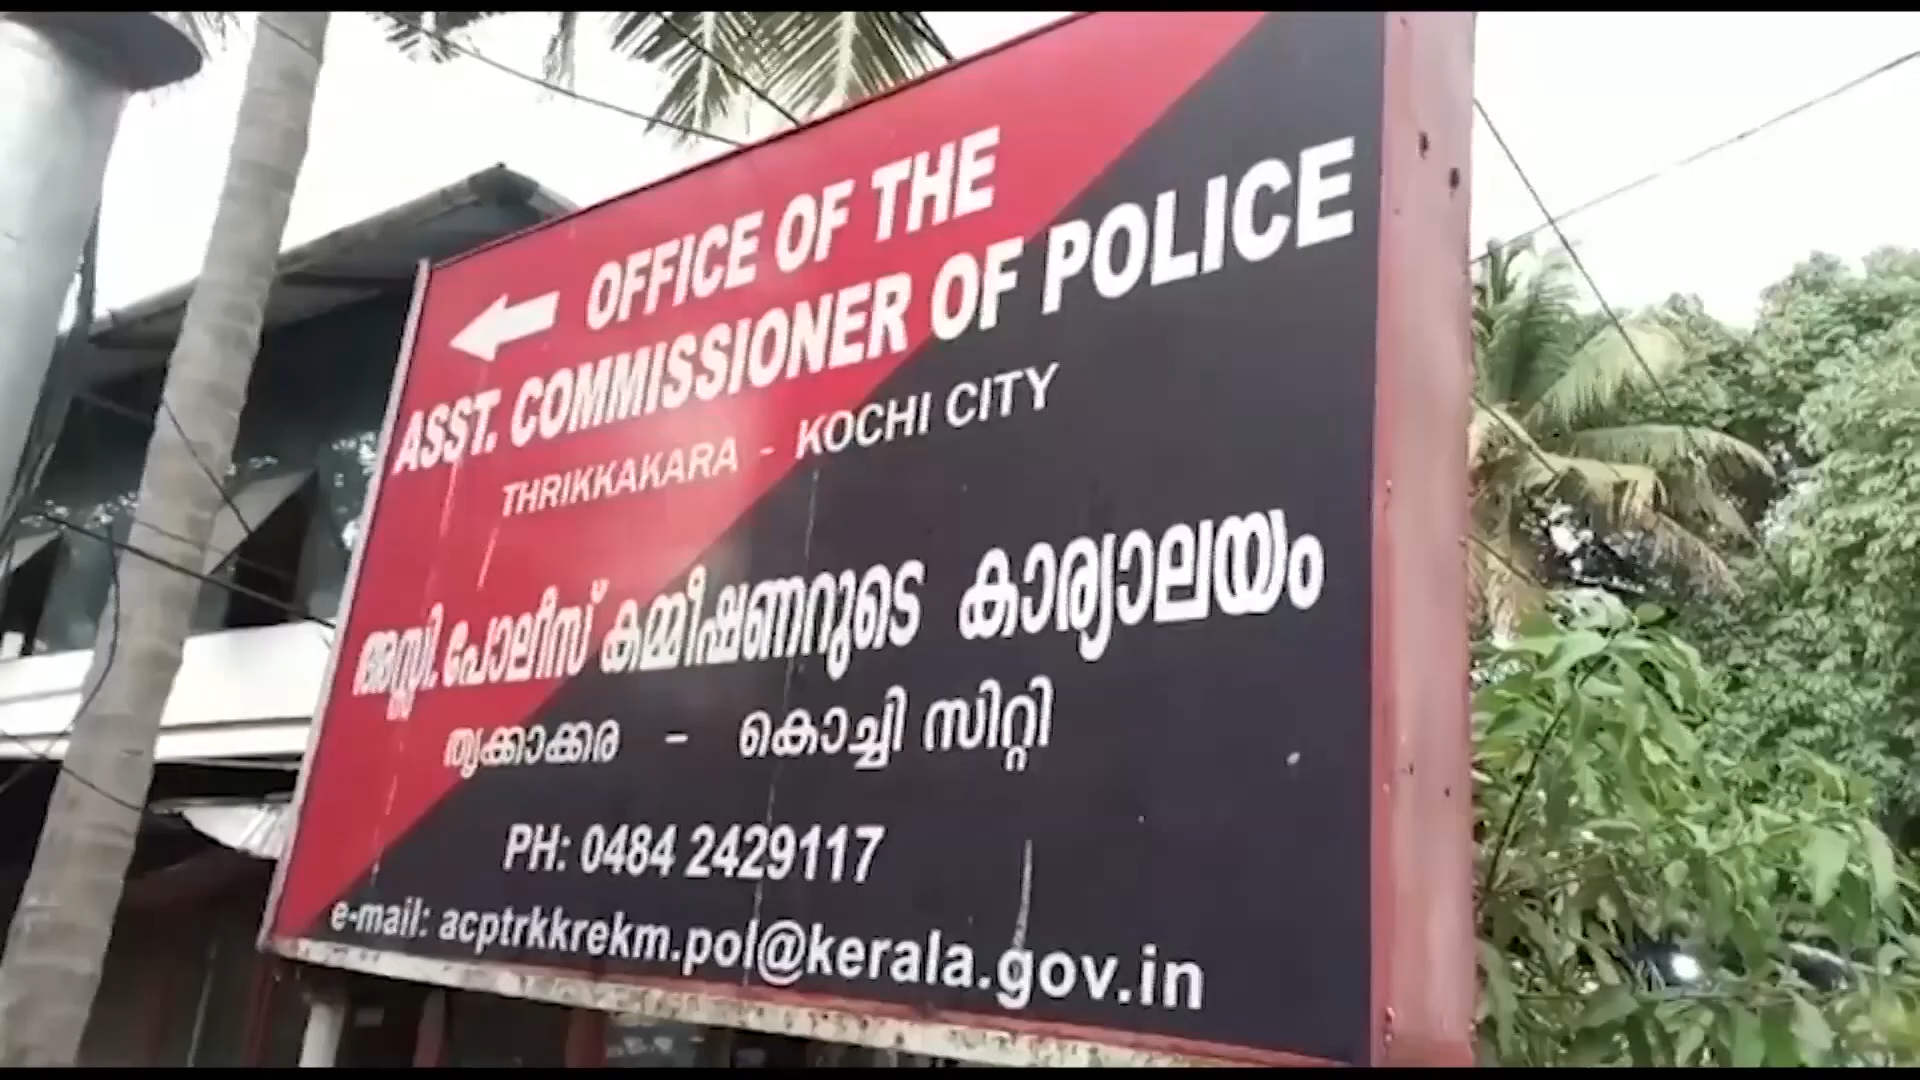 OFFICE OF THE
ASST. COMMISSIONER OF POLICE
THRIKKAKARA - KOCHI CITY
അസ്സി. പോലീസ് കമ്മീഷണറുടെ കാര്യാലയം
തൃക്കാക്കര - കൊച്ചി സിറ്റി
PH: 0484 2429117
e-mail: acptrkkrekm.pol@kerala.gov.in